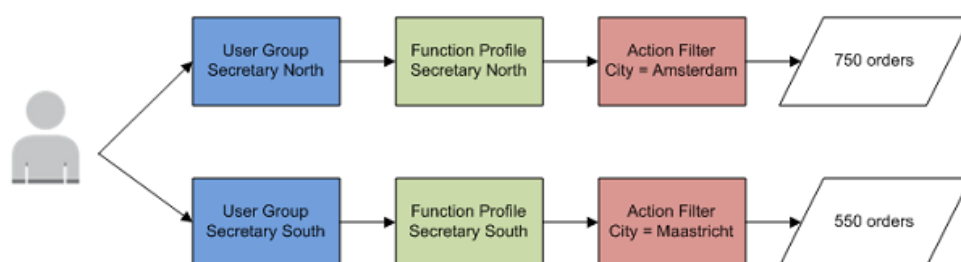 User Group
Secretary North
Function Profile
Secretary North
Action Filter
City = Amsterdam
750 orders
User Group
Secretary South
Function Profile
Secretary South
Action Filter
City = Maastricht
550 orders